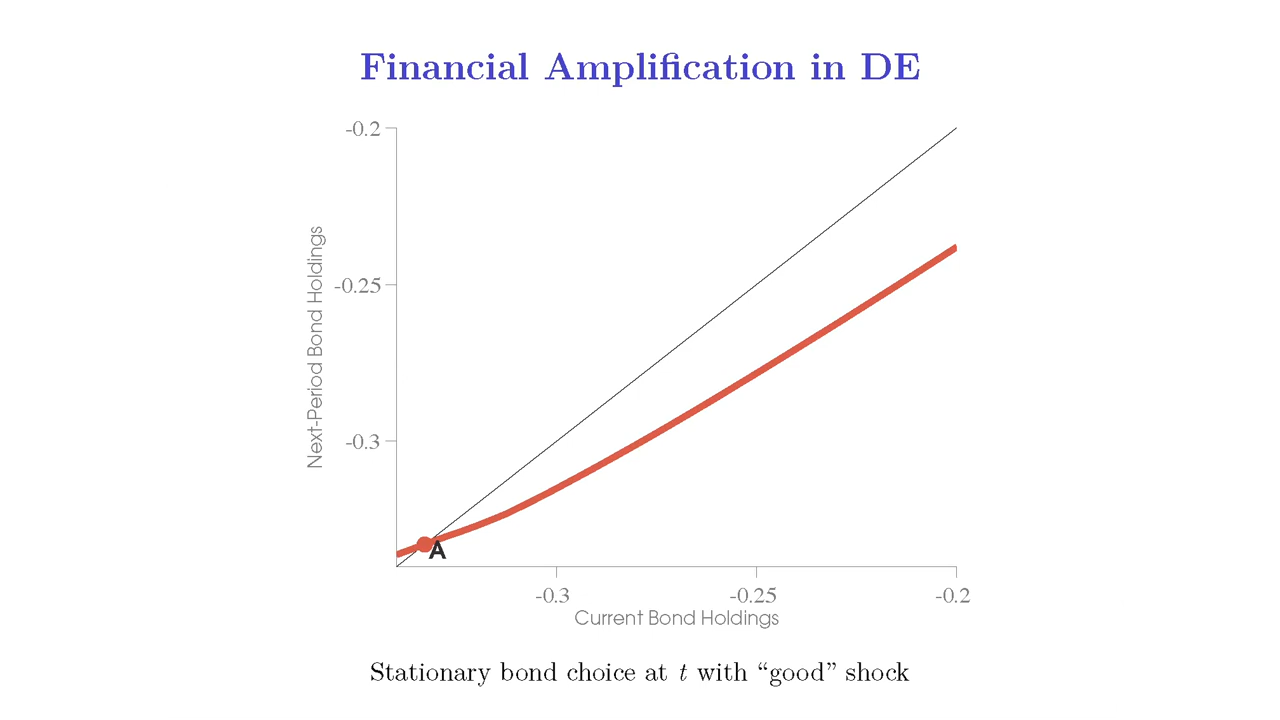 Financial Amplification in DE
-0.2
-0.25
-0.3
Next-Period Bond Holdings
A
-0.3
-0.25
-0.2
Current Bond Holdings
Stationary bond choice at t with “good” shock